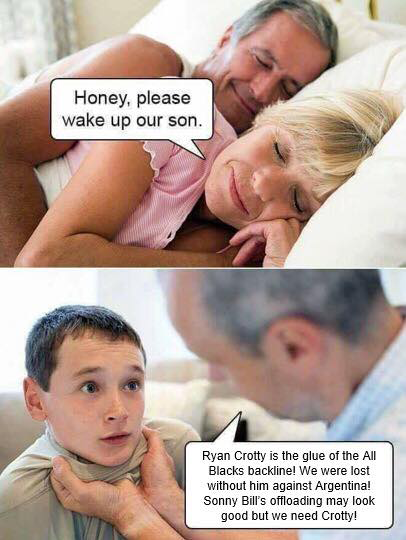 Honey, please
wake up our son.
Ryan Crotty is the glue of the All
Blacks backline! We were lost
without him against Argentina!
Sonny Bill's offloading may look
good but we need Crotty!